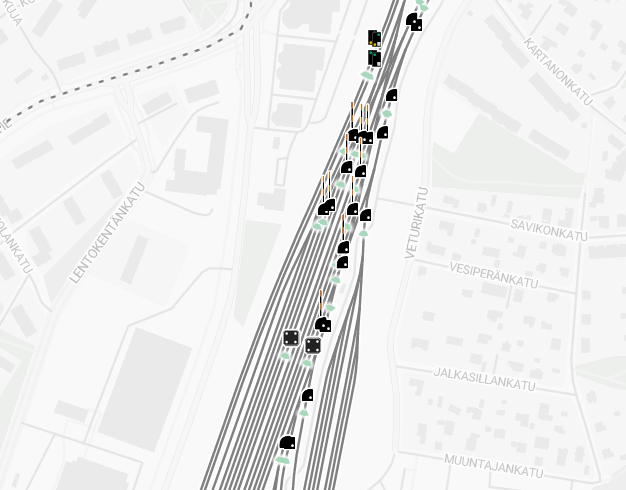 KARTANONKATU
LENTOKENTÄNKATU
VETURIKATU
SAVIKONKATU
VESIPERÄNKATU
JALKASILLANKATU
MUUNTAJANKATU